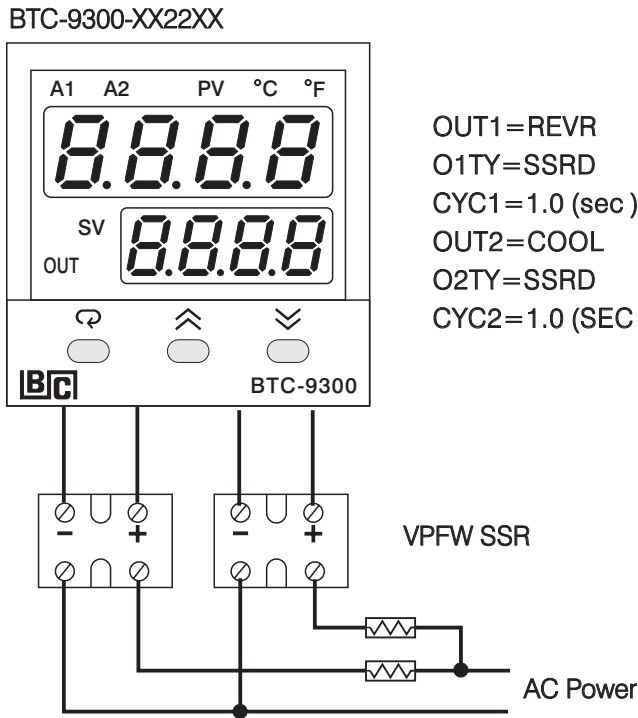 BTC-9300-XX22XX
A1 A2 PV °C °F
8.8.8.8
SV
8.8.8.8
OUT
BC
BTC-9300
OUT1=REVR
O1TY=SSRD
CYC1=1.0 (sec )
OUT2=COOL
O2TY=SSRD
CYC2=1.0 (SEC
− + − +
VPFW SSR
AC Power